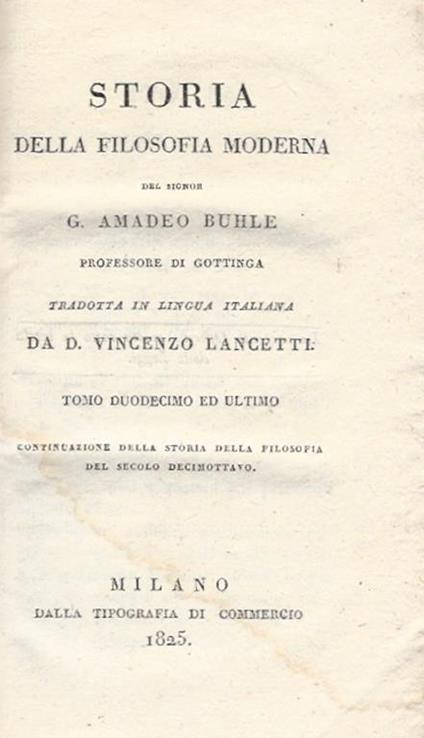 STORIA
DELLA FILOSOFIA MODERNA
DEL SIGNOR
G. AMADEO BUHLE
PROFESSORE DI GOTTINGA
TRADOTTA IN LINGUA ITALIANA
DA D. VINCENZO LANCETTI.
TOMO DUODECIMO ED ULTIMO
CONTINUAZIONE DELLA STORIA DELLA FILOSOFIA
DEL SECOLO DECIMOTTAVO.
MILANO
DALLA TIPOGRAFIA DI COMMERCIO
1825.